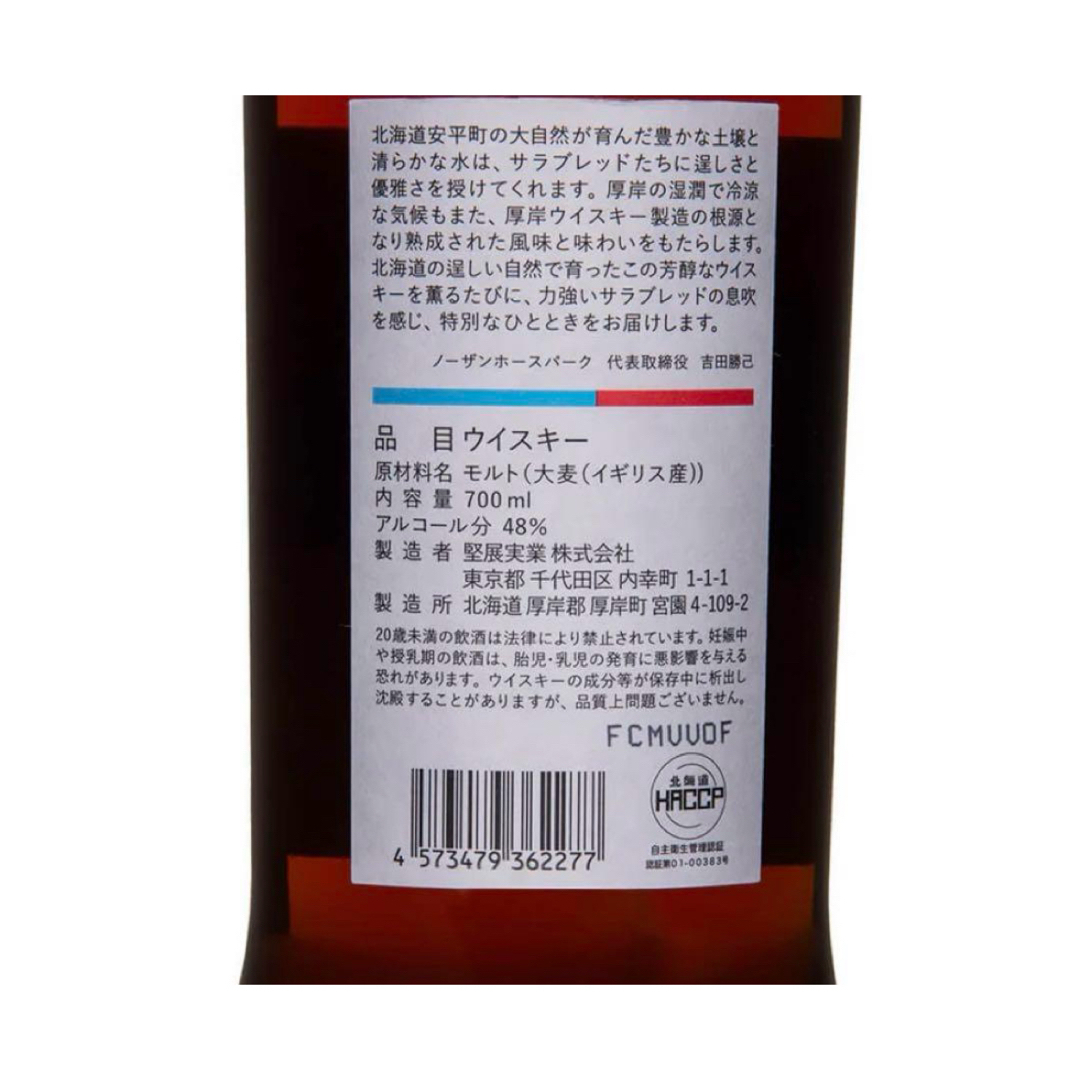 北海道安平町の大自然が育んだ豊かな土壌と
清らかな水は、サラブレッドたちに逞しさと
優雅さを授けてくれます。厚岸の湿潤で冷涼
な気候もまた、厚岸ウイスキー製造の根源と
なり熟成された風味と味わいをもたらします。
北海道の逞しい自然で育ったこの芳醇なウイス
キーを薫るたびに、力強いサラブレッドの息吹
を感じ、特別なひとときをお届けします。
ノーザンホースパーク 代表取締役 吉田勝己
品 目 ウイスキー
原材料名 モルト(大麦(イギリス産))
内容量 700ml
アルコール分 48%
製造者 堅展実業 株式会社
東京都 千代田区 内幸町 1-1-1
製造所 北海道 厚岸郡 厚岸町 宮園 4-109-2
20歳未満の飲酒は法律により禁止されています。妊娠中
や授乳期の飲酒は、胎児・乳児の発育に悪影響を与える
恐れがあります。ウイスキーの成分等が保存中に析出し
沈殿することがありますが、品質上問題ございません。
FCMVVOF
北海道
HACCP
自主衛生管理認証
認証第01-00383号
4 573479 362277